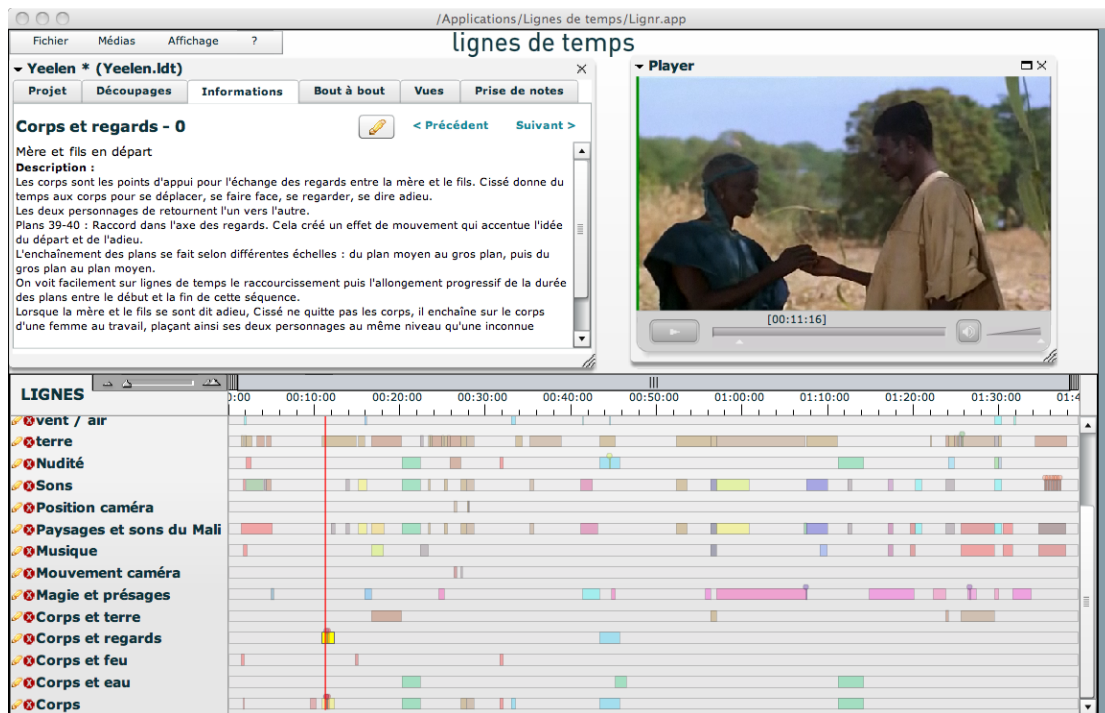 /Applications/Lignes de temps/Lignr.app
Fichier Médias Affichage ?
lignes de temps
Yeelen * (Yeelen.ldt)
Projet Découpages Informations Bout à bout Vues Prise de notes
Corps et regards - 0
< Précédent Suivant >
Mère et fils en départ
Description :
Les corps sont les points d'appui pour l'échange des regards entre la mère et le fils. Cissé donne du
temps aux corps pour se déplacer, se faire face, se regarder, se dire adieu.
Les deux personnages de retournent l'un vers l'autre.
Plans 39-40 : Raccord dans l'axe des regards. Cela créé un effet de mouvement qui accentue l'idée
du départ et de l'adieu.
L'enchaînement des plans se fait selon différentes échelles : du plan moyen au gros plan, puis du
gros plan au plan moyen.
On voit facilement sur lignes de temps le raccourcissement puis l'allongement progressif de la durée
des plans entre le début et la fin de cette séquence.
Lorsque la mère et le fils se sont dit adieu, Cissé ne quitte pas les corps, il enchaîne sur le corps
d'une femme au travail, plaçant ainsi ses deux personnages au même niveau qu'une inconnue
Player
[00:11:16]
LIGNES
0:00 00:10:00 00:20:00 00:30:00 00:40:00 00:50:00 01:00:00 01:10:00 01:20:00 01:30:00 01:4
vent / air
terre
Nudité
Sons
Position caméra
Paysages et sons du Mali
Musique
Mouvement caméra
Magie et présages
Corps et terre
Corps et regards
Corps et feu
Corps et eau
Corps